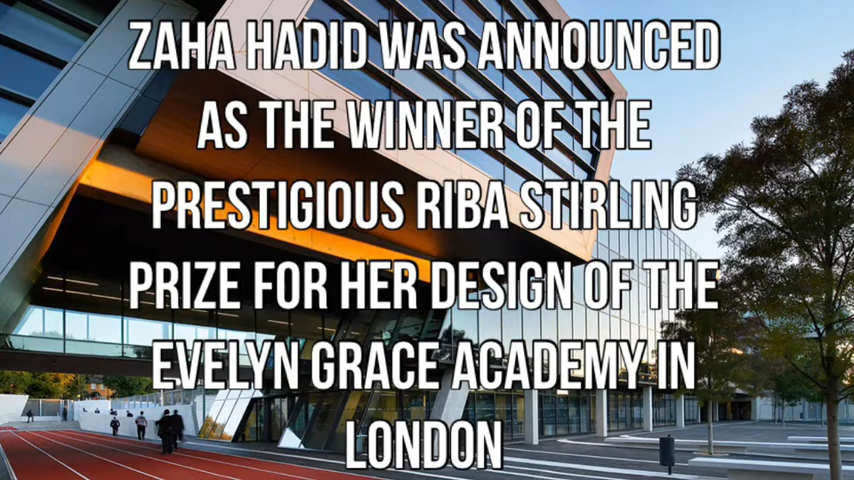 ZAHA HADID WAS ANNOUNCED
AS THE WINNER OF THE
PRESTIGIOUS RIBA STIRLING
PRIZE FOR HER DESIGN OF THE
EVELYN GRACE ACADEMY IN
LONDON